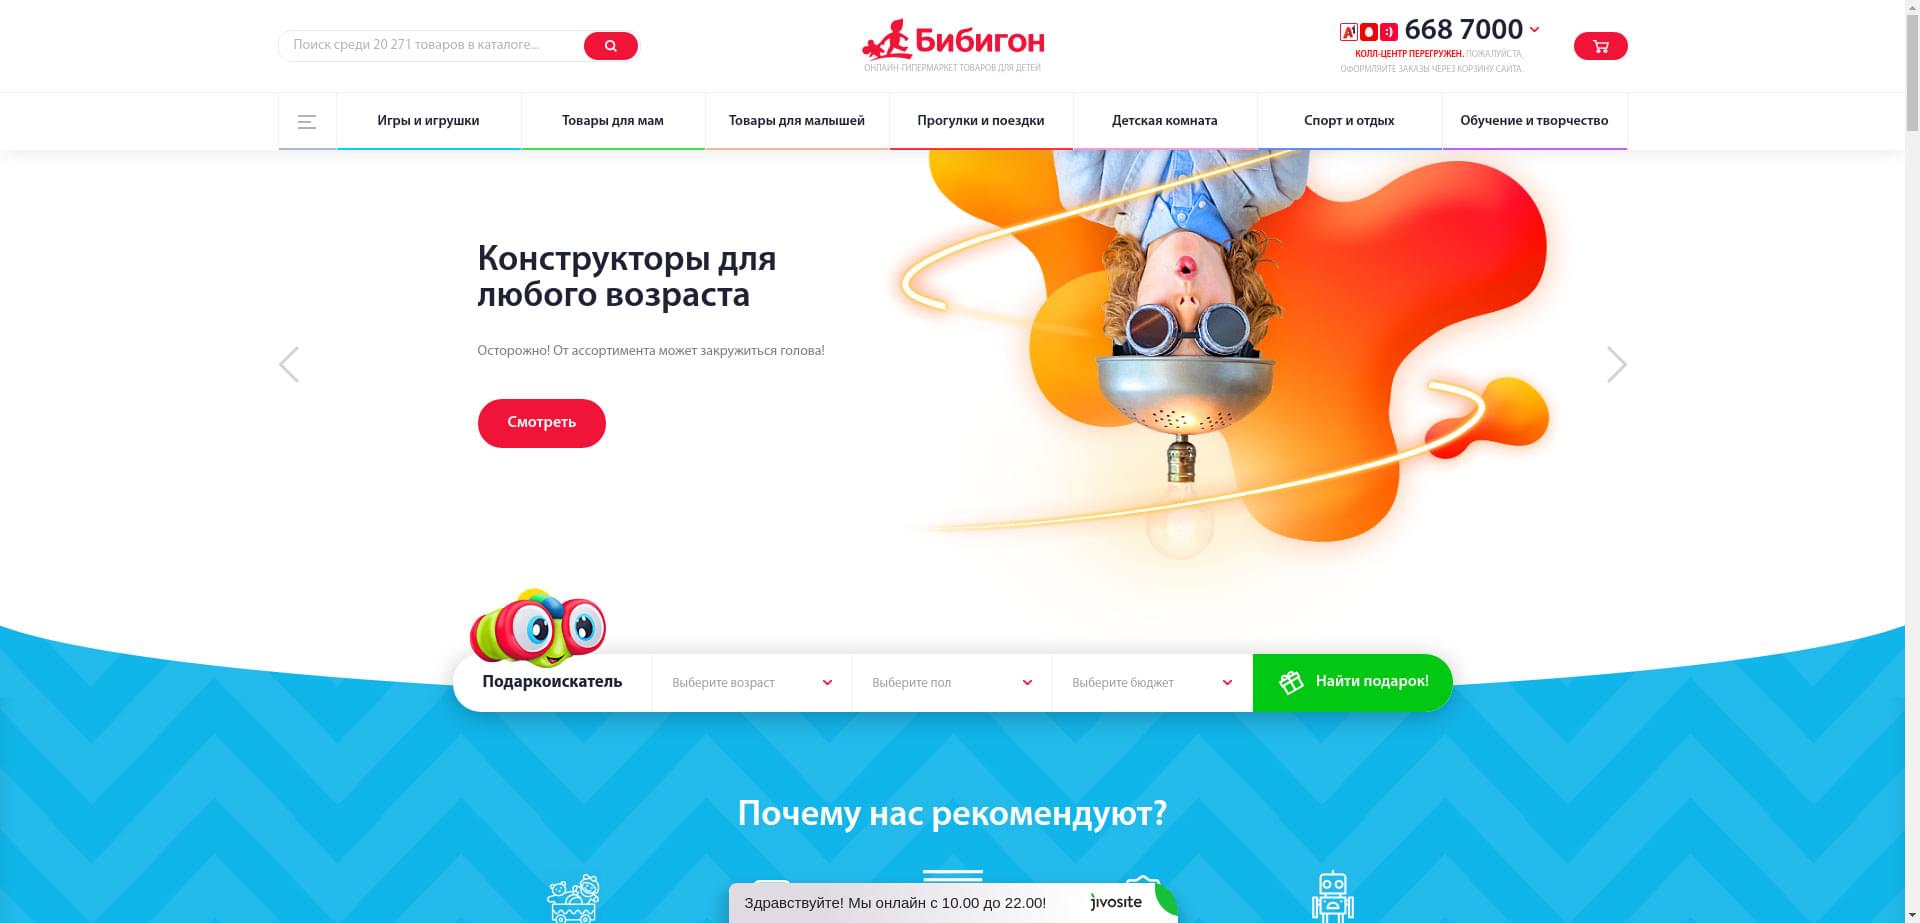 Поиск среди 20 271 товаров в каталоге...
Бибигон
ОНЛАЙН-ГИПЕРМАРКЕТ ТОВАРОВ ДЛЯ ДЕТЕЙ
668 7000
КОЛЛ-ЦЕНТР ПЕРЕГРУЖЕН. ПОЖАЛУЙСТА,
ОФОРМЛЯЙТЕ ЗАКАЗЫ ЧЕРЕЗ КОРЗИНУ САЙТА.
Игры и игрушки
Товары для мам
Товары для малышей
Прогулки и поездки
Детская комната
Спорт и отдых
Обучение и творчество
Конструкторы для
любого возраста
Осторожно! От ассортимента может закружиться голова!
Смотреть
Подаркоискатель
Выберите возраст
Выберите пол
Выберите бюджет
Найти подарок!
Почему нас рекомендуют?
Здравствуйте! Мы онлайн с 10.00 до 22.00!
jivosite